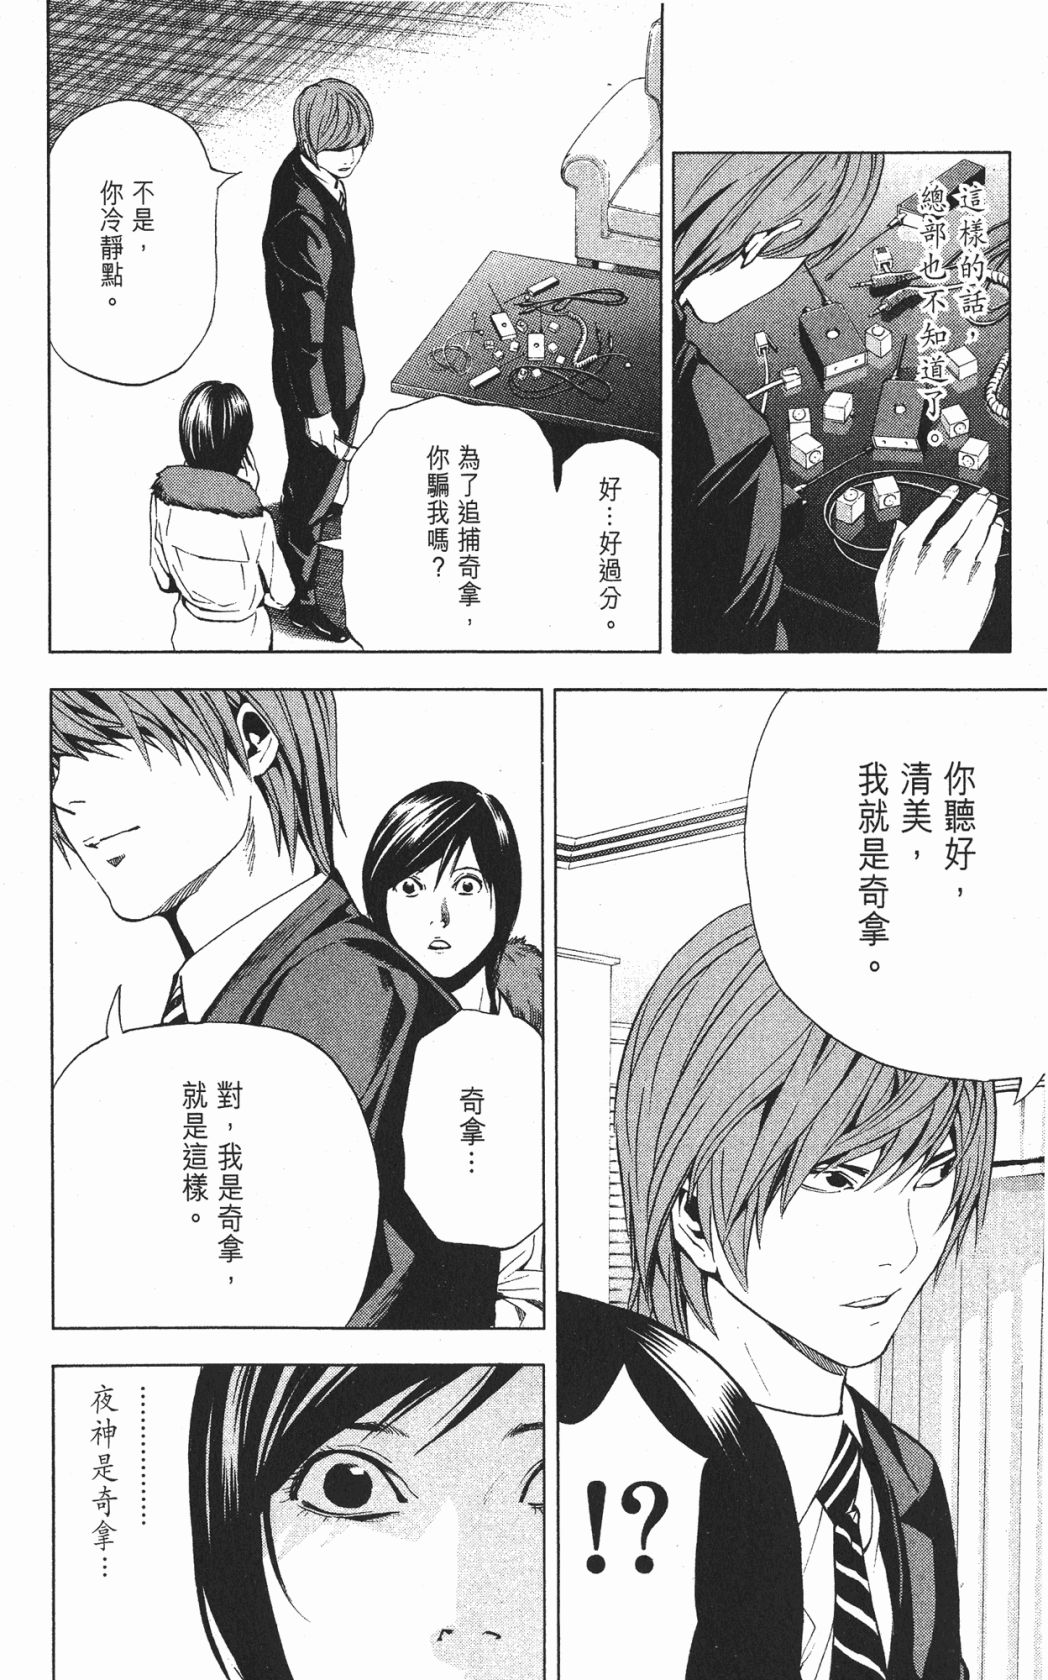 這樣的話，
總部也不知道了。
好…好過分。
為了追捕奇拿，
你騙我嗎？
不是，
你冷靜點。
你聽好，
清美，
我就是奇拿。
!?
奇拿…
對，我是奇拿，
就是這樣。
…………
夜神是奇拿…